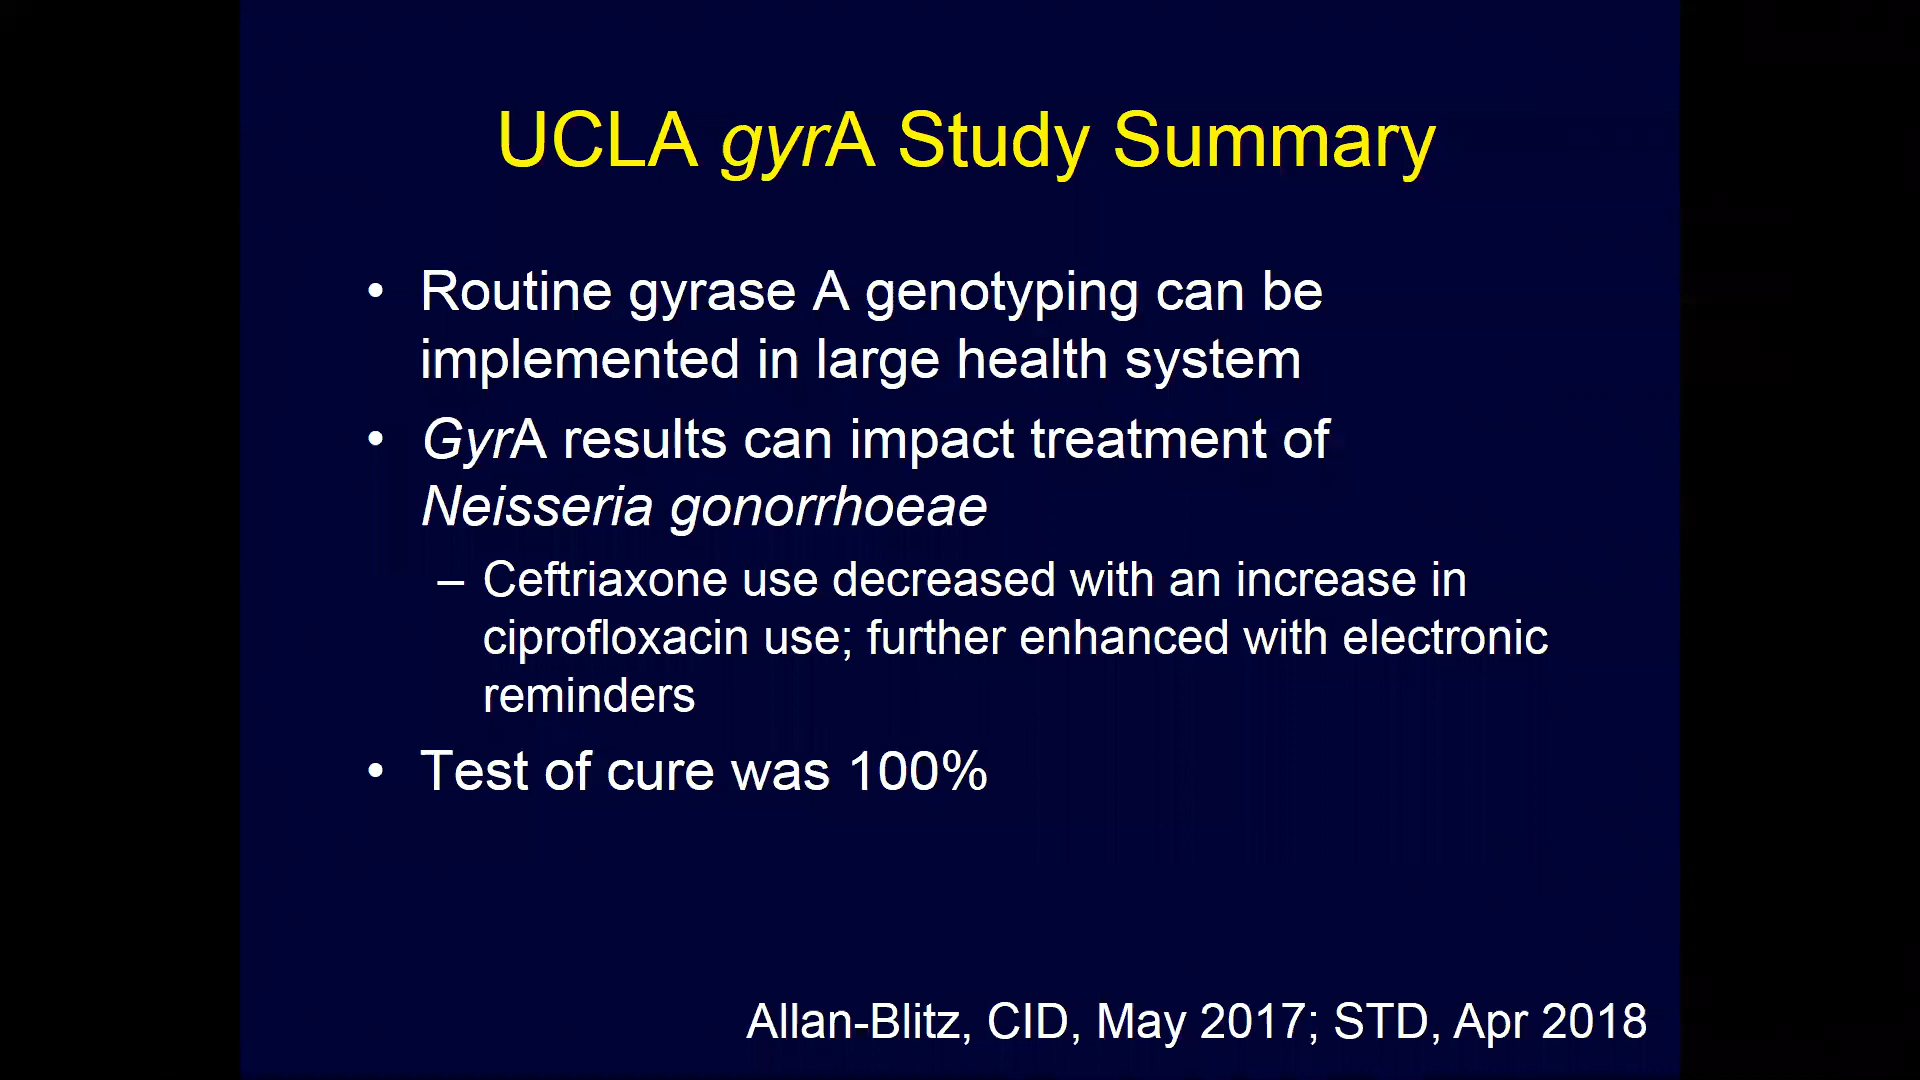 UCLA gyrA Study Summary
• Routine gyrase A genotyping can be
implemented in large health system
• GyrA results can impact treatment of
Neisseria gonorrhoeae
– Ceftriaxone use decreased with an increase in
ciprofloxacin use; further enhanced with electronic
reminders
• Test of cure was 100%
Allan-Blitz, CID, May 2017; STD, Apr 2018